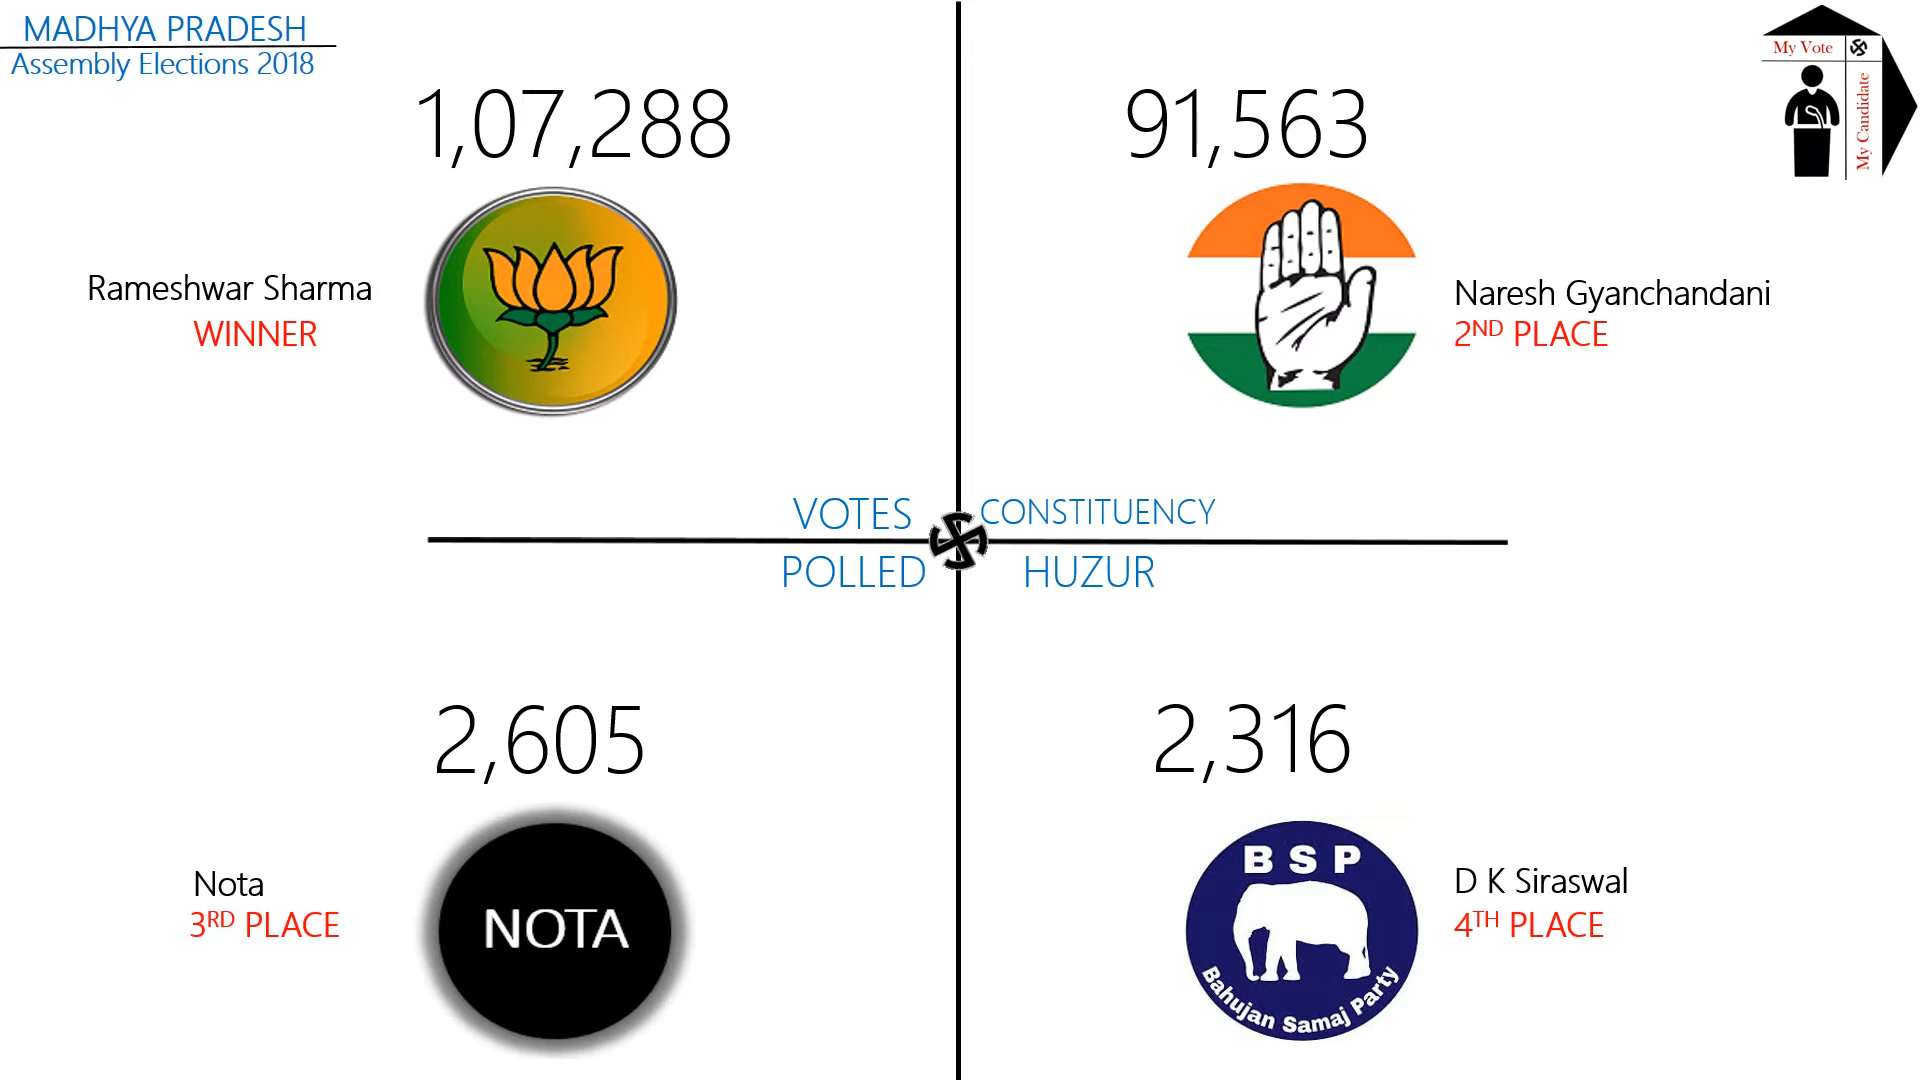 MADHYA PRADESH
Assembly Elections 2018
My Vote
My Candidate
1,07,288
Rameshwar Sharma
WINNER
91,563
Naresh Gyanchandani
2ND PLACE
VOTES
POLLED
CONSTITUENCY
HUZUR
2,605
Nota
3RD PLACE
NOTA
2,316
BSP
Bahujan Samaj Party
D K Siraswal
4TH PLACE